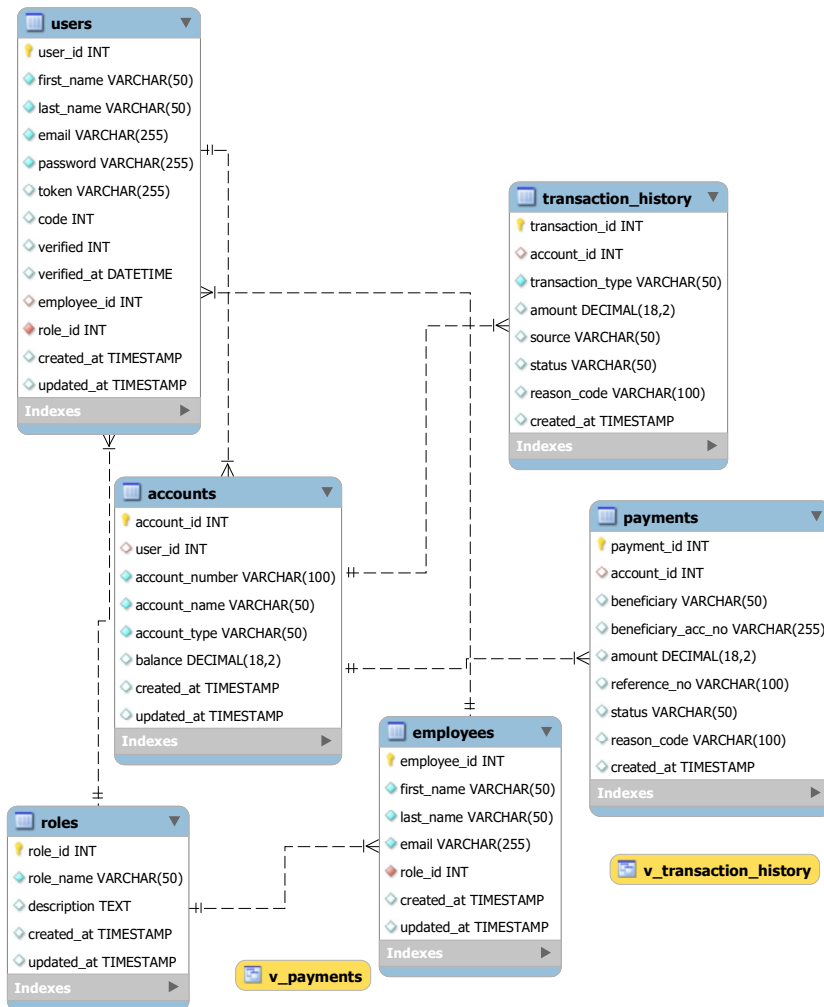 users
user_id INT
first_name VARCHAR(50)
last_name VARCHAR(50)
email VARCHAR(255)
password VARCHAR(255)
token VARCHAR(255)
code INT
verified INT
verified_at DATETIME
employee_id INT
role_id INT
created_at TIMESTAMP
updated_at TIMESTAMP
Indexes
transaction_history
transaction_id INT
account_id INT
transaction_type VARCHAR(50)
amount DECIMAL(18,2)
source VARCHAR(50)
status VARCHAR(50)
reason_code VARCHAR(100)
created_at TIMESTAMP
Indexes
accounts
account_id INT
user_id INT
account_number VARCHAR(100)
account_name VARCHAR(50)
account_type VARCHAR(50)
balance DECIMAL(18,2)
created_at TIMESTAMP
updated_at TIMESTAMP
Indexes
payments
payment_id INT
account_id INT
beneficiary VARCHAR(50)
beneficiary_acc_no VARCHAR(255)
amount DECIMAL(18,2)
reference_no VARCHAR(100)
status VARCHAR(50)
reason_code VARCHAR(100)
created_at TIMESTAMP
Indexes
employees
employee_id INT
first_name VARCHAR(50)
last_name VARCHAR(50)
email VARCHAR(255)
role_id INT
created_at TIMESTAMP
updated_at TIMESTAMP
Indexes
roles
role_id INT
role_name VARCHAR(50)
description TEXT
created_at TIMESTAMP
updated_at TIMESTAMP
Indexes
v_transaction_history
v_payments